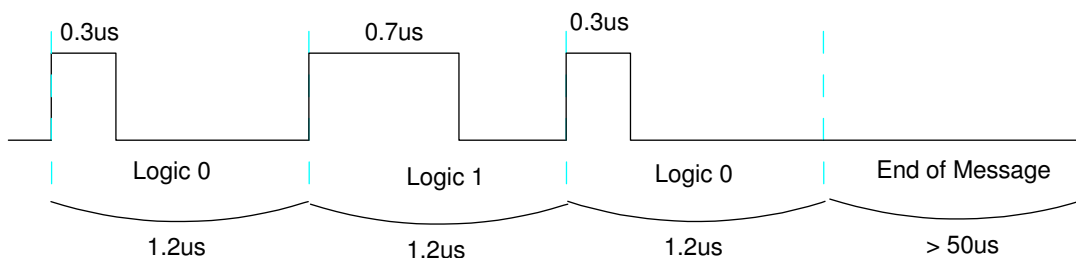 0.3us
0.7us
0.3us
Logic 0
Logic 1
Logic 0
End of Message
1.2us
1.2us
1.2us
> 50us